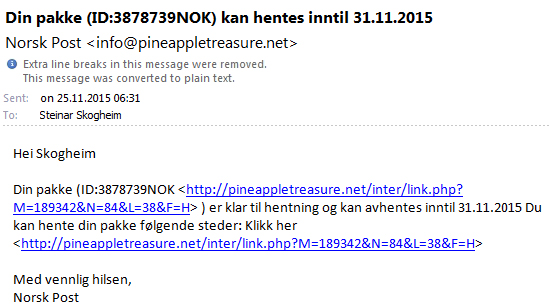 Din pakke (ID:3878739NOK) kan hentes inntil 31.11.2015
Norsk Post <info@pineappletreasure.net>
Extra line breaks in this message were removed.
This message was converted to plain text.
Sent: on 25.11.2015 06:31
To: Steinar Skogheim
Hei Skogheim
Din pakke (ID:3878739NOK <http://pineappletreasure.net/inter/link.php?
M=189342&N=84&L=38&F=H> ) er klar til hentning og kan avhentes inntil 31.11.2015 Du
kan hente din pakke følgende steder: Klikk her
<http://pineappletreasure.net/inter/link.php?M=189342&N=84&L=38&F=H>
Med vennlig hilsen,
Norsk Post